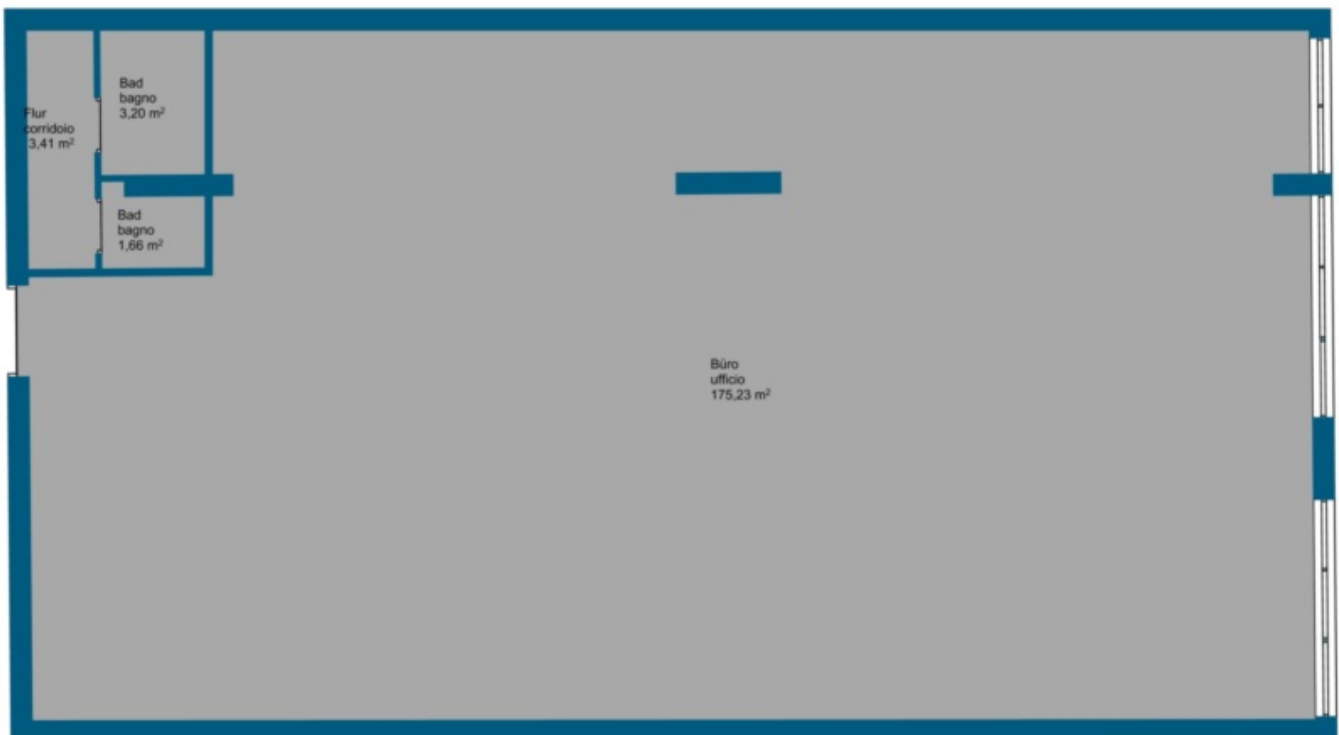 Bad
bagno
3,20 m²
Flur
corridoio
3,41 m²
Bad
bagno
1,66 m²
Büro
ufficio
175,23 m²